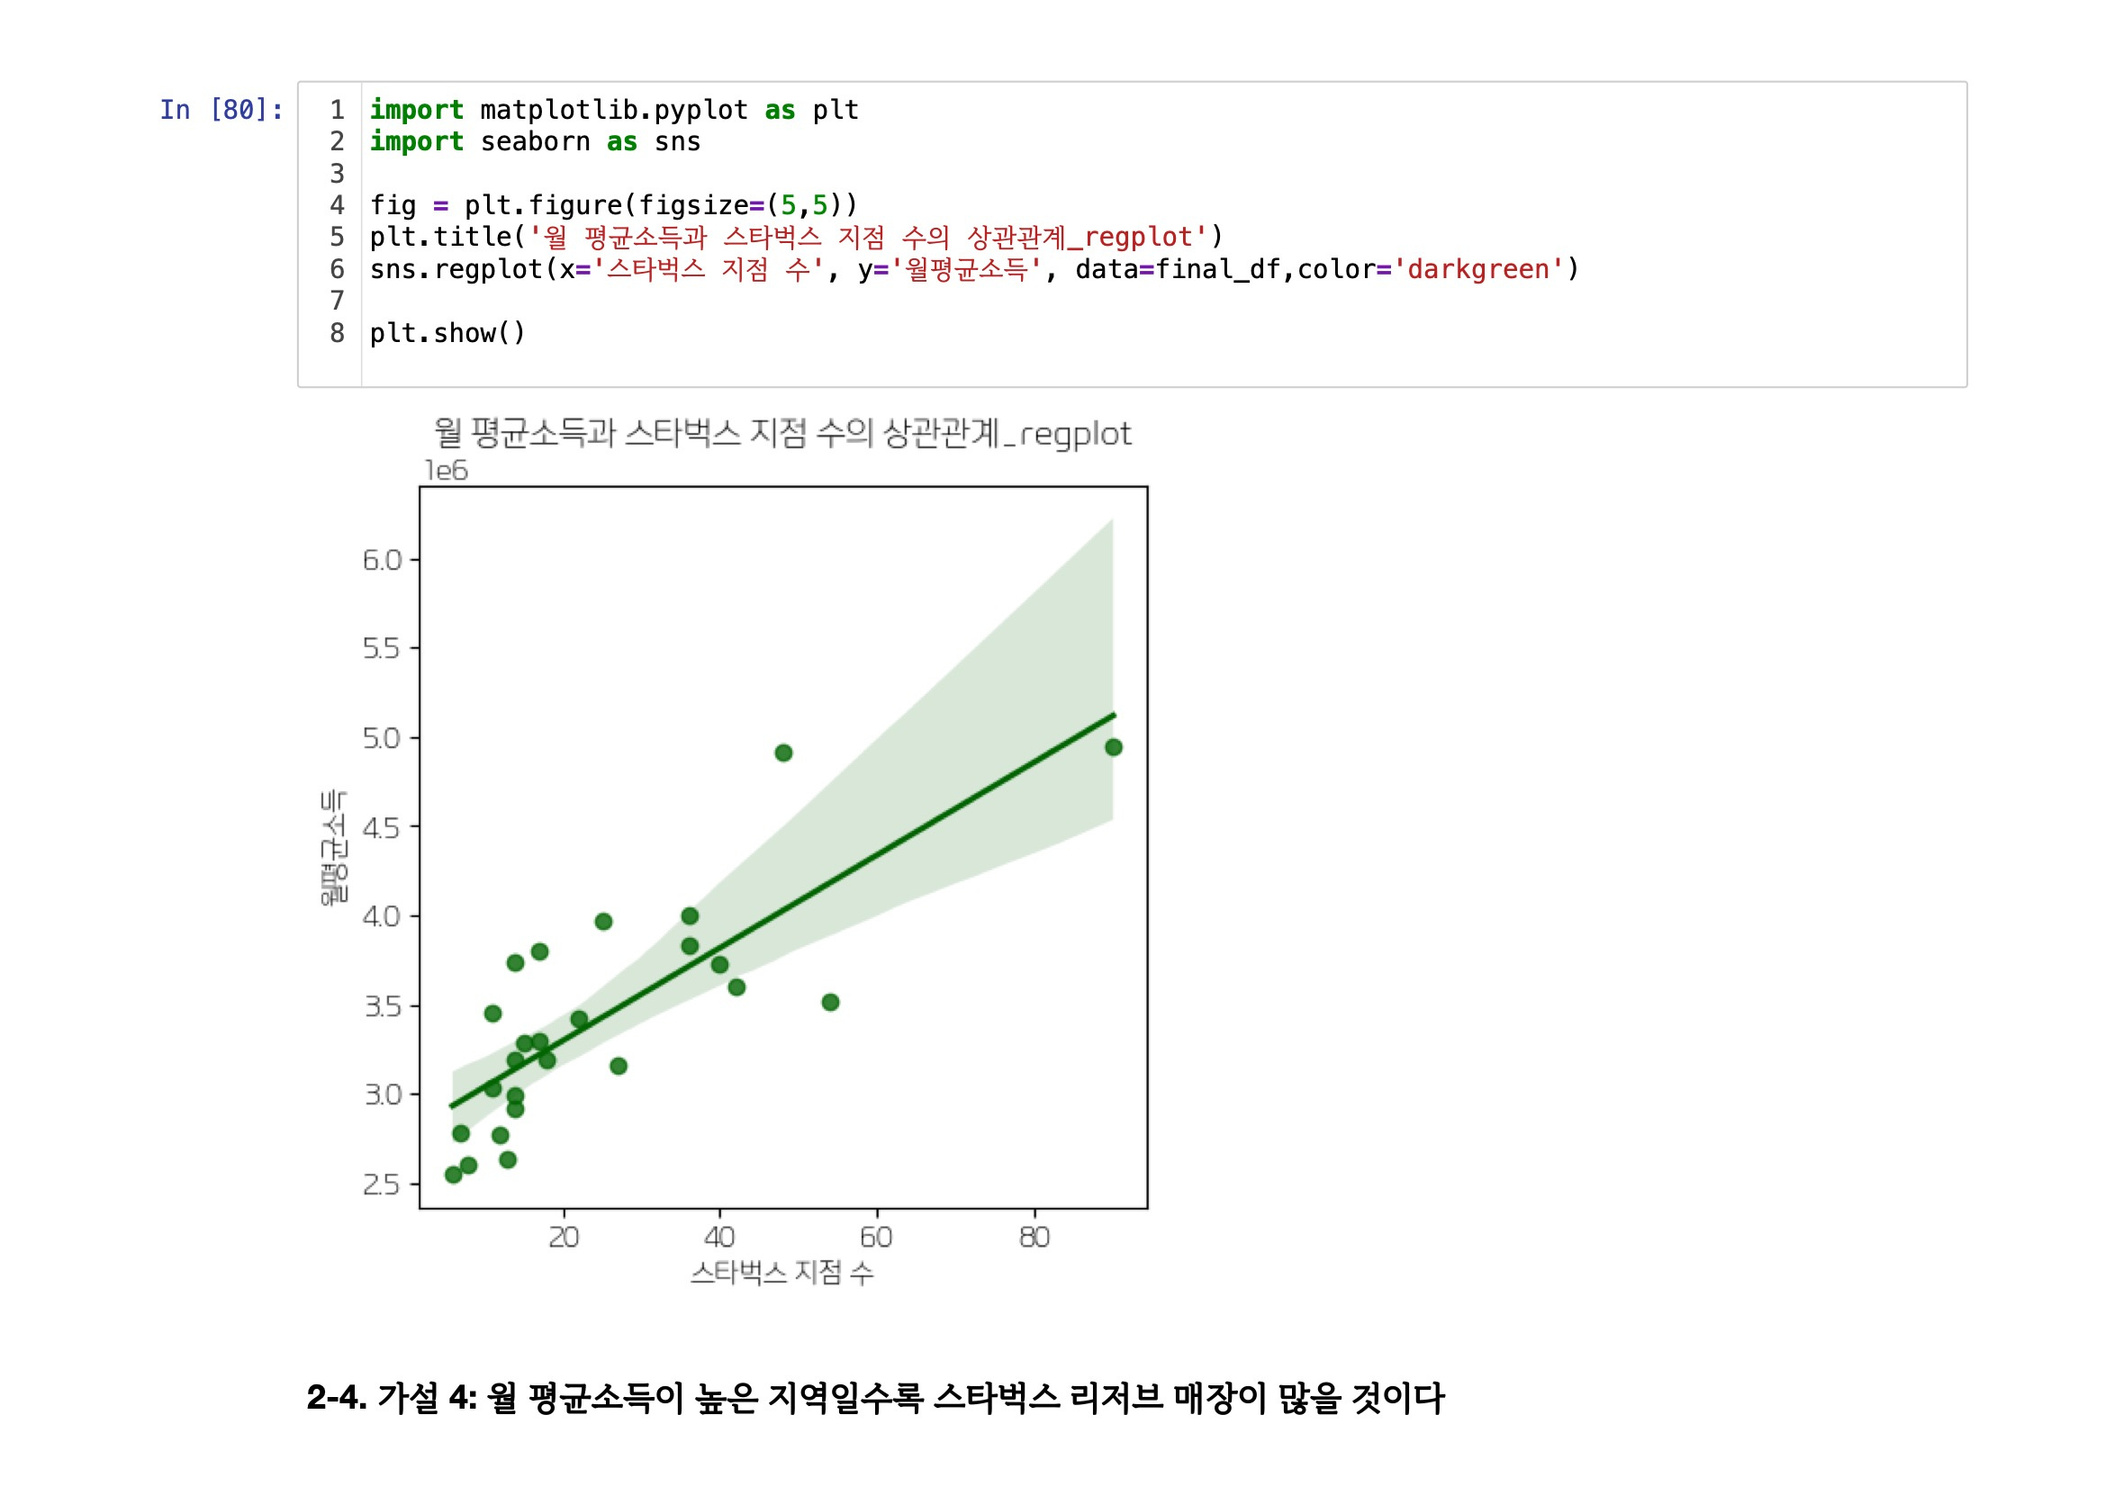 In [80]:
1 import matplotlib.pyplot as plt
2 import seaborn as sns
3
4 fig = plt.figure(figsize=(5,5))
5 plt.title('월 평균소득과 스타벅스 지점 수의 상관관계_regplot')
6 sns.regplot(x='스타벅스 지점 수', y='월평균소득', data=final_df,color='darkgreen')
7
8 plt.show()
월 평균소득과 스타벅스 지점 수의 상관관계_regplot
1e6
6.0
5.5
5.0
4.5
4.0
3.5
3.0
2.5
월평균소득
20 40 60 80
스타벅스 지점 수
2-4. 가설 4: 월 평균소득이 높은 지역일수록 스타벅스 리저브 매장이 많을 것이다